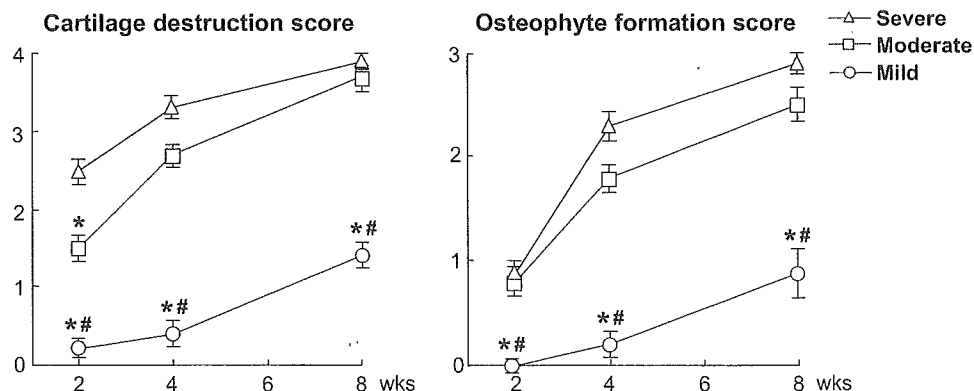 Cartilage destruction score
4
3
2
1
0
*
*#
*#
*#
2 4 6 8 wks
Osteophyte formation score
3
2
1
0
*#
*#
*#
2 4 6 8 wks
Severe
Moderate
Mild